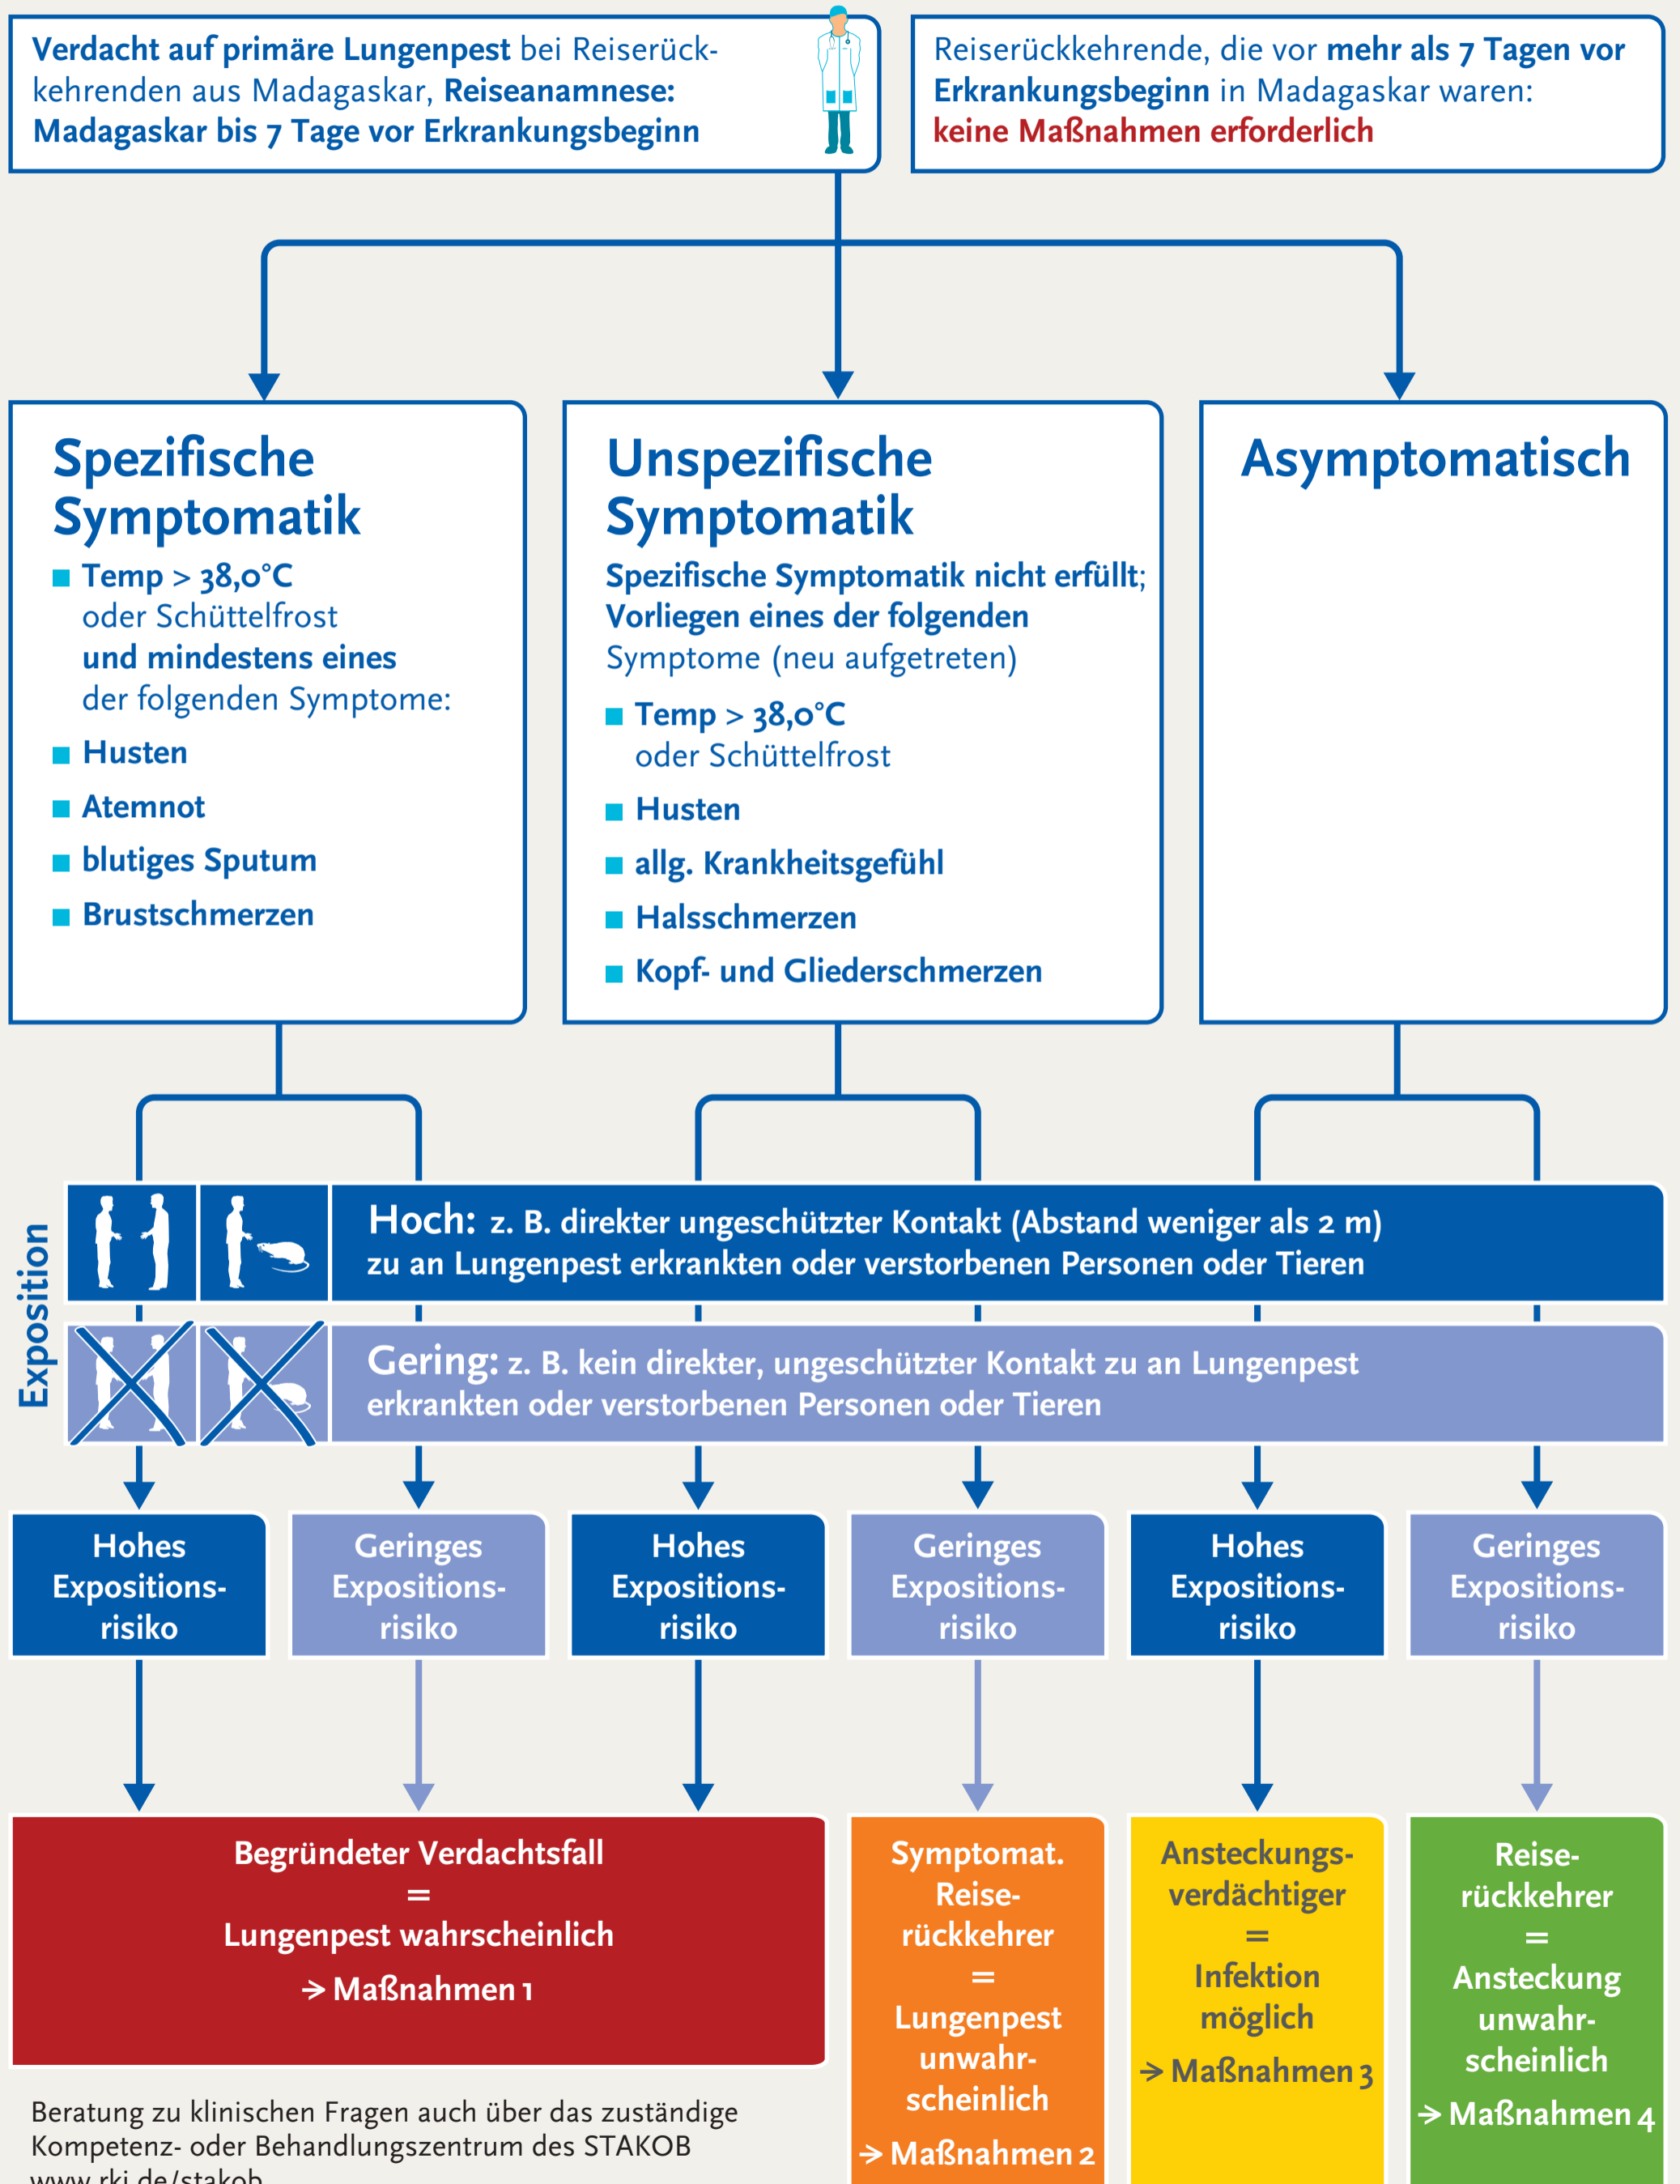 Verdacht auf primäre Lungenpest bei Reiserück-
kehrenden aus Madagaskar, Reiseanamnese:
Madagaskar bis 7 Tage vor Erkrankungsbeginn
Reiserückkehrende, die vor mehr als 7 Tagen vor
Erkrankungsbeginn in Madagaskar waren:
keine Maßnahmen erforderlich
Spezifische
Symptomatik
Temp > 38,0°C
oder Schüttelfrost
und mindestens eines
der folgenden Symptome:
Husten
Atemnot
blutiges Sputum
Brustschmerzen
Unspezifische
Symptomatik
Spezifische Symptomatik nicht erfüllt;
Vorliegen eines der folgenden
Symptome (neu aufgetreten)
Temp > 38,0°C
oder Schüttelfrost
Husten
allg. Krankheitsgefühl
Halsschmerzen
Kopf- und Gliederschmerzen
Asymptomatisch
Exposition
Hoch: z. B. direkter ungeschützter Kontakt (Abstand weniger als 2 m)
zu an Lungenpest erkrankten oder verstorbenen Personen oder Tieren
Gering: z. B. kein direkter, ungeschützter Kontakt zu an Lungenpest
erkrankten oder verstorbenen Personen oder Tieren
Hohes
Expositions-
risiko
Geringes
Expositions-
risiko
Hohes
Expositions-
risiko
Geringes
Expositions-
risiko
Hohes
Expositions-
risiko
Geringes
Expositions-
risiko
Begründeter Verdachtsfall
=
Lungenpest wahrscheinlich
→ Maßnahmen 1
Symptomat.
Reise-
rückkehrer
=
Lungenpest
unwahr-
scheinlich
→ Maßnahmen 2
Ansteckungs-
verdächtiger
=
Infektion
möglich
→ Maßnahmen 3
Reise-
rückkehrer
=
Ansteckung
unwahr-
scheinlich
→ Maßnahmen 4
Beratung zu klinischen Fragen auch über das zuständige
Kompetenz- oder Behandlungszentrum des STAKOB
www.rki.de/stakob